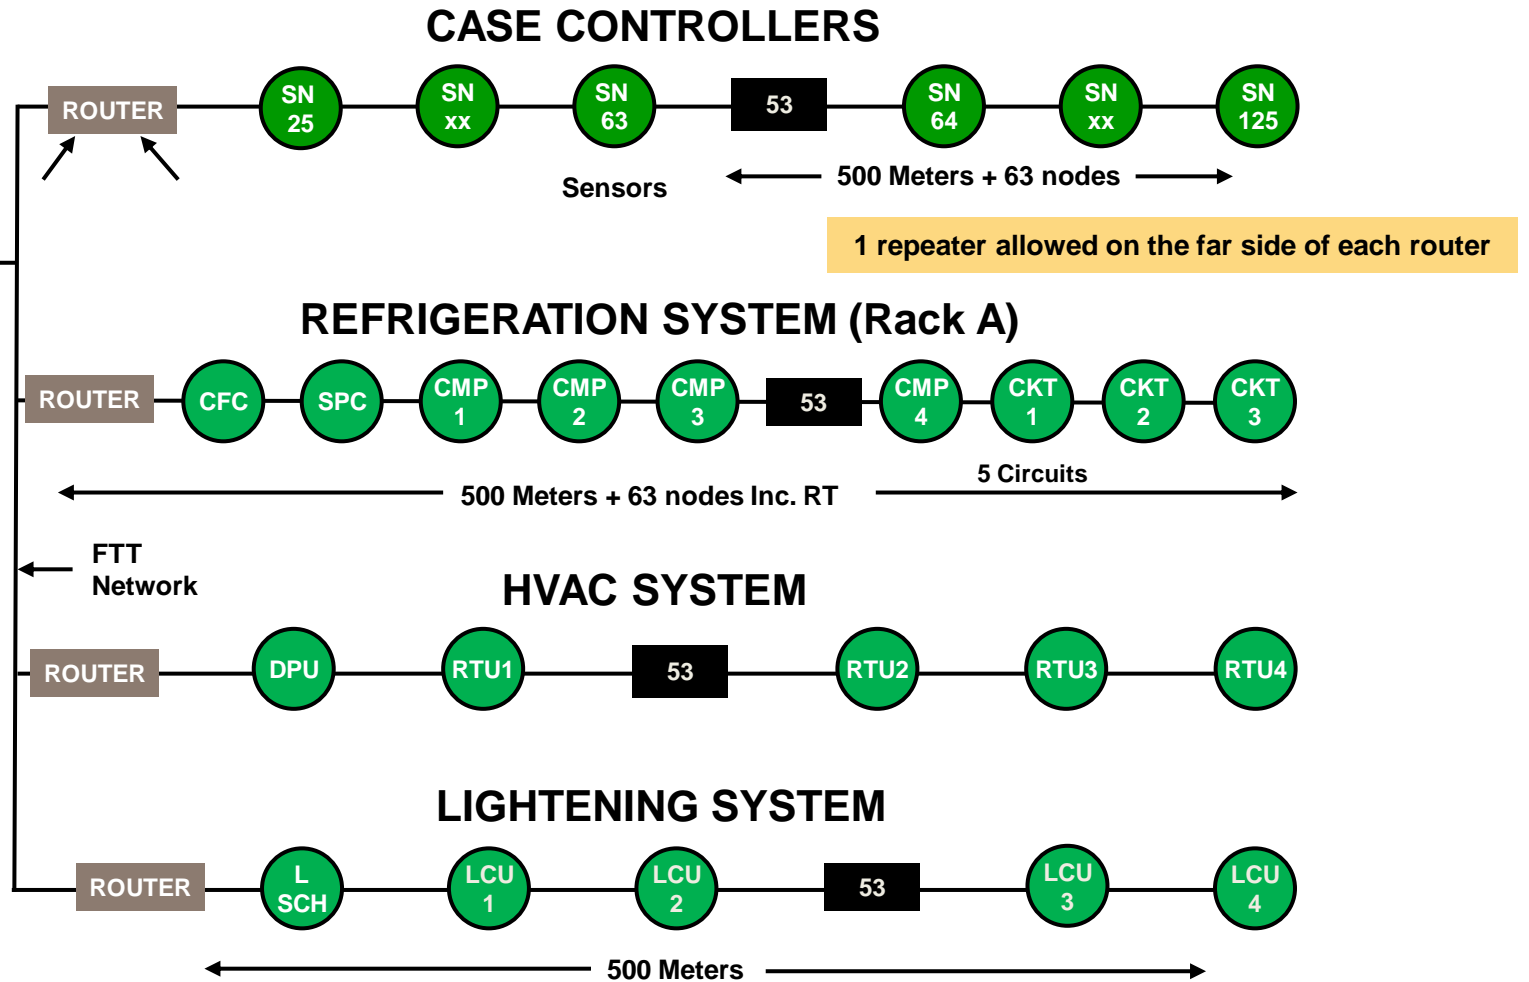 CASE CONTROLLERS
ROUTER
SN
25
SN
xx
SN
63
53
SN
64
SN
xx
SN
125
Sensors
500 Meters + 63 nodes
1 repeater allowed on the far side of each router
REFRIGERATION SYSTEM (Rack A)
ROUTER
CFC
SPC
CMP
1
CMP
2
CMP
3
53
CMP
4
CKT
1
CKT
2
CKT
3
5 Circuits
500 Meters + 63 nodes Inc. RT
FTT
Network
HVAC SYSTEM
ROUTER
DPU
RTU1
53
RTU2
RTU3
RTU4
LIGHTENING SYSTEM
ROUTER
L
SCH
LCU
1
LCU
2
53
LCU
3
LCU
4
500 Meters